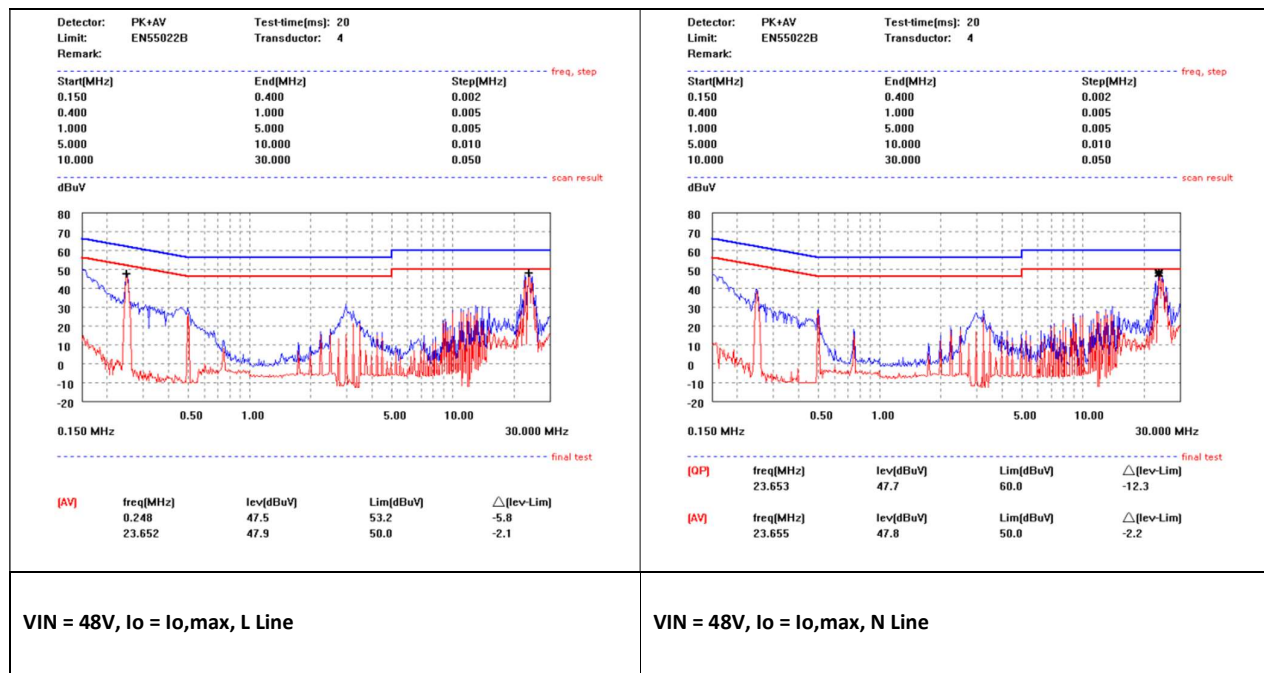 Detector: PK+AV Test-time(ms): 20
Limit: EN55022B Transductor: 4
Remark:
freq, step
Start(MHz) End(MHz) Step(MHz)
0.150 0.400 0.002
0.400 1.000 0.005
1.000 5.000 0.005
5.000 10.000 0.010
10.000 30.000 0.050
scan result
dBuV
80
70
60
50
40
30
20
10
0
-10
-20
0.50 1.00 5.00 10.00
0.150 MHz 30.000 MHz
final test
(AV) freq(MHz) lev(dBuV) Lim(dBuV) △(lev-Lim)
0.248 47.5 53.2 -5.8
23.652 47.9 50.0 -2.1
VIN = 48V, Io = Io,max, L Line
Detector: PK+AV Test-time(ms): 20
Limit: EN55022B Transductor: 4
Remark:
freq, step
Start(MHz) End(MHz) Step(MHz)
0.150 0.400 0.002
0.400 1.000 0.005
1.000 5.000 0.005
5.000 10.000 0.010
10.000 30.000 0.050
scan result
dBuV
80
70
60
50
40
30
20
10
0
-10
-20
0.50 1.00 5.00 10.00
0.150 MHz 30.000 MHz
final test
(QP) freq(MHz) lev(dBuV) Lim(dBuV) △(lev-Lim)
23.653 47.7 60.0 -12.3
(AV) freq(MHz) lev(dBuV) Lim(dBuV) △(lev-Lim)
23.655 47.8 50.0 -2.2
VIN = 48V, Io = Io,max, N Line